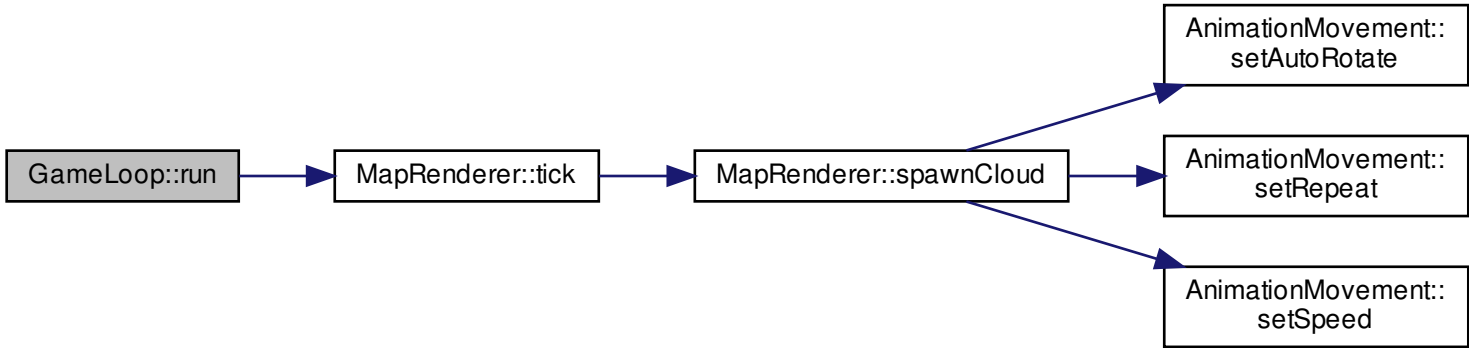 GameLoop::run
MapRenderer::tick
MapRenderer::spawnCloud
AnimationMovement::
setAutoRotate
AnimationMovement::
setRepeat
AnimationMovement::
setSpeed